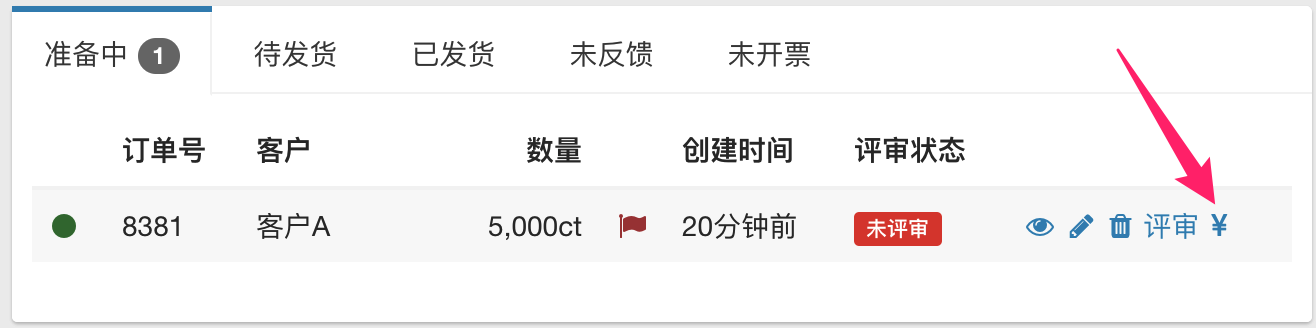 准备中 1 待发货 已发货 未反馈 未开票
订单号 客户 数量 创建时间 评审状态
8381 客户A 5,000ct 20分钟前 未评审 评审 ¥